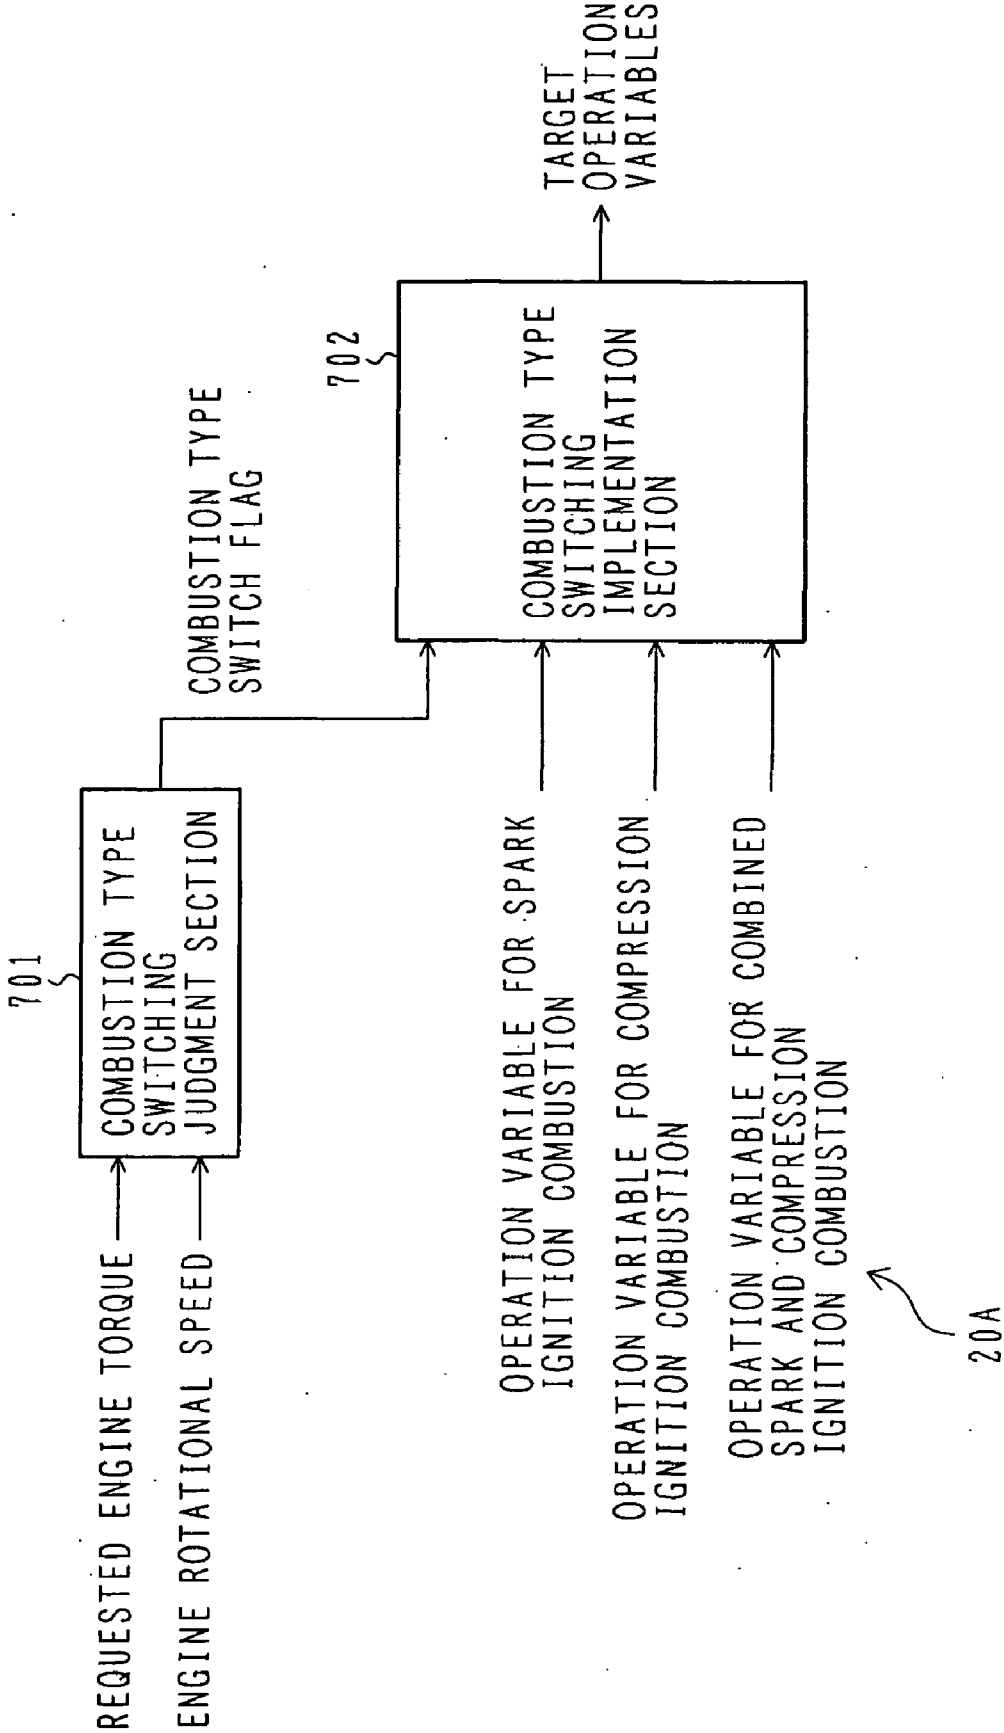 REQUESTED ENGINE TORQUE
ENGINE ROTATIONAL SPEED
701
COMBUSTION TYPE
SWITCHING
JUDGMENT SECTION
COMBUSTION TYPE
SWITCH FLAG
OPERATION VARIABLE FOR SPARK
IGNITION COMBUSTION
OPERATION VARIABLE FOR COMPRESSION
IGNITION COMBUSTION
OPERATION VARIABLE FOR COMBINED
SPARK AND COMPRESSION
IGNITION COMBUSTION
702
COMBUSTION TYPE
SWITCHING
IMPLEMENTATION
SECTION
TARGET
OPERATION
VARIABLES
20A